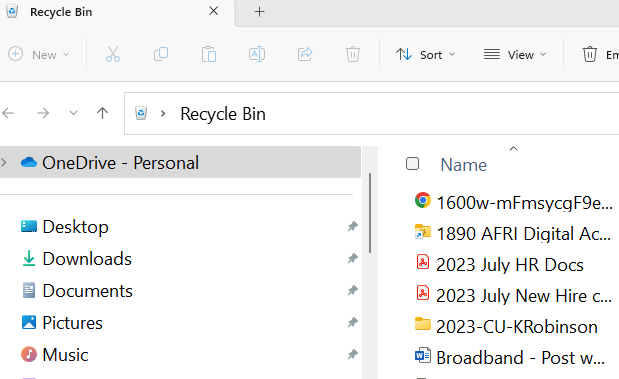 Recycle Bin
New
Sort
View
Em
Recycle Bin
OneDrive - Personal
Desktop
Downloads
Documents
Pictures
Music
Name
1600w-mFmsycgF9e...
1890 AFRI Digital Ac...
2023 July HR Docs
2023 July New Hire c...
2023-CU-KRobinson
Broadband - Post w...